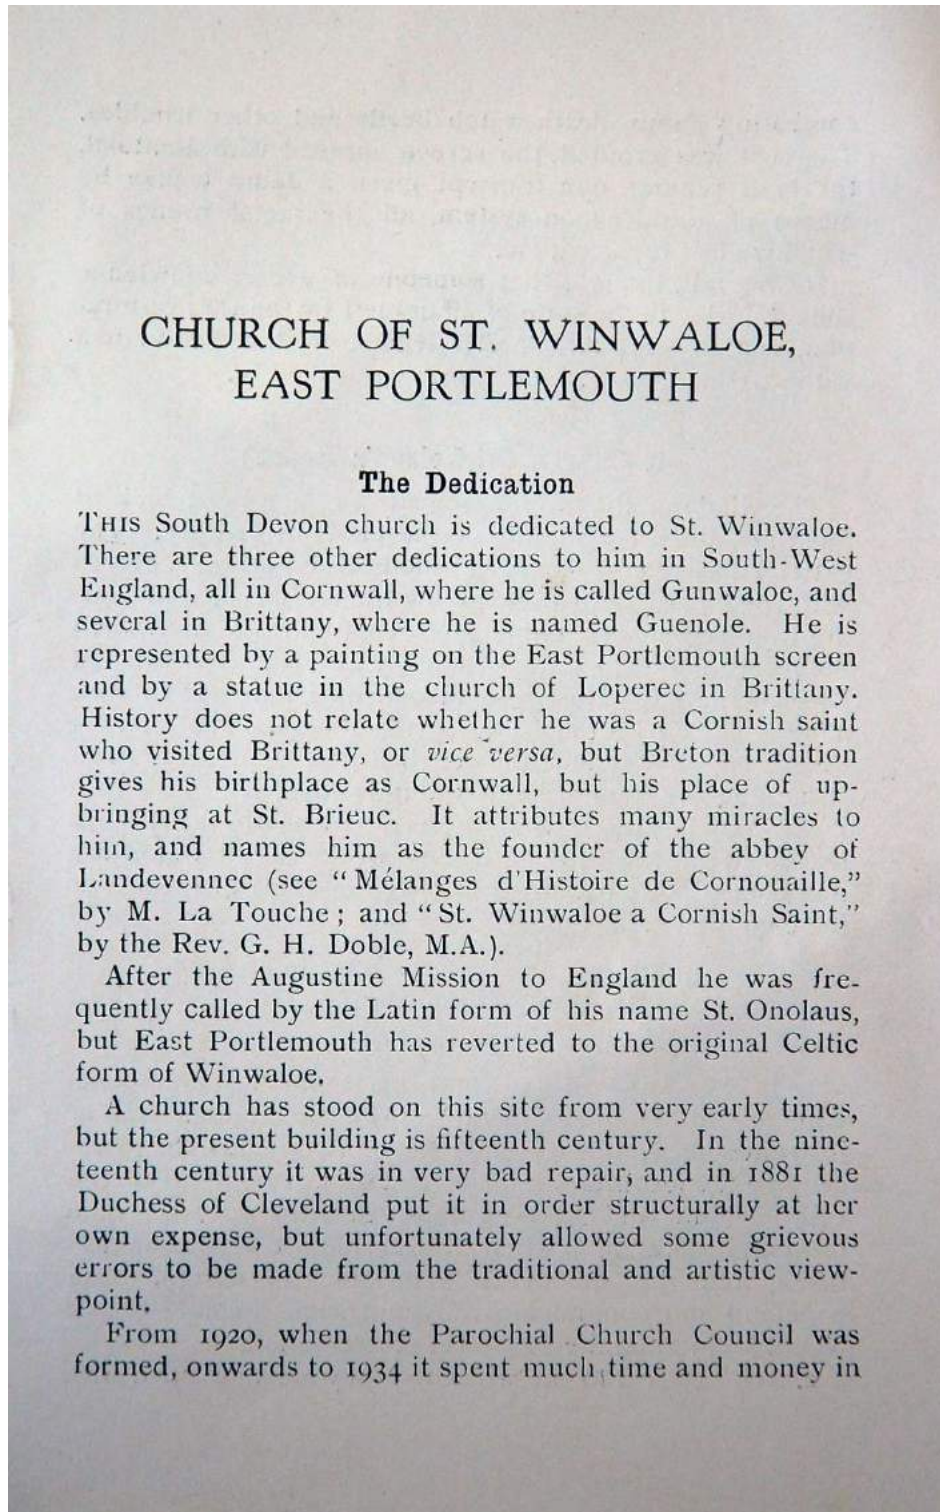 CHURCH OF ST. WINWALOE,
EAST PORTLEMOUTH
The Dedication
THIS South Devon church is dedicated to St. Winwaloe.
There are three other dedications to him in South-West
England, all in Cornwall, where he is called Gunwaloe, and
several in Brittany, where he is named Guenole. He is
represented by a painting on the East Portlemouth screen
and by a statue in the church of Loperec in Brittany.
History does not relate whether he was a Cornish saint
who visited Brittany, or vice versa, but Breton tradition
gives his birthplace as Cornwall, but his place of up-
bringing at St. Brieuc. It attributes many miracles to
him, and names him as the founder of the abbey of
Landevennec (see "Mélanges d'Histoire de Cornouaille,"
by M. La Touche; and "St. Winwaloe a Cornish Saint,"
by the Rev. G. H. Doble, M.A.).
After the Augustine Mission to England he was fre-
quently called by the Latin form of his name St. Onolaus,
but East Portlemouth has reverted to the original Celtic
form of Winwaloe.
A church has stood on this site from very early times,
but the present building is fifteenth century. In the nine-
teenth century it was in very bad repair, and in 1881 the
Duchess of Cleveland put it in order structurally at her
own expense, but unfortunately allowed some grievous
errors to be made from the traditional and artistic view-
point.
From 1920, when the Parochial Church Council was
formed, onwards to 1934 it spent much time and money in